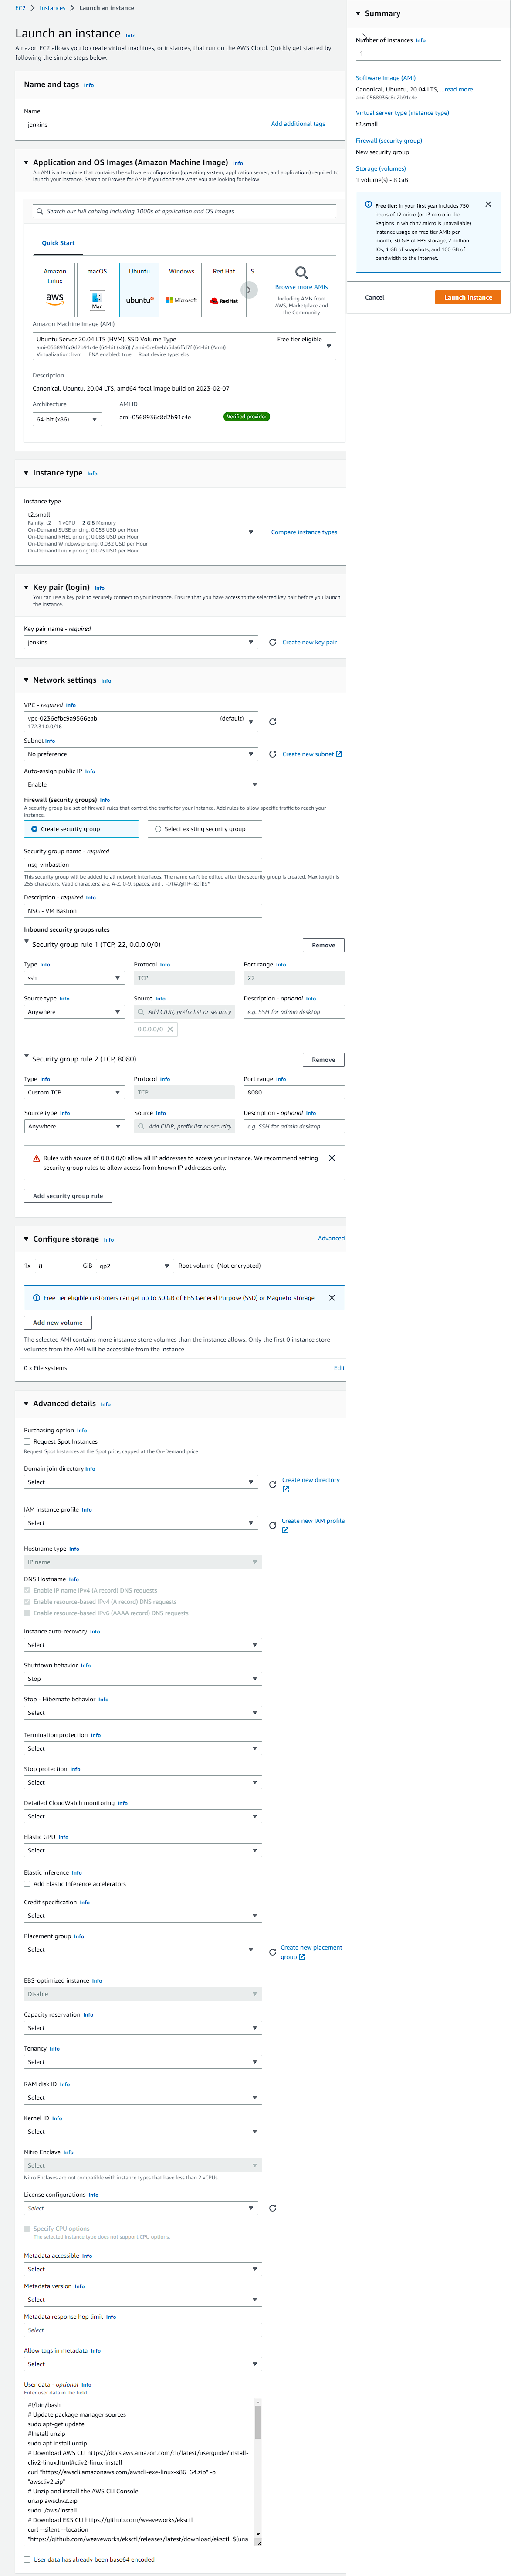 EC2 > Instances > Launch an instance
Launch an instance Info
Amazon EC2 allows you to create virtual machines, or instances, that run on the AWS Cloud. Quickly get started by
following the simple steps below.
Name and tags Info
Name
jenkins
Add additional tags
Application and OS Images (Amazon Machine Image) Info
An AMI is a template that contains the software configuration (operating system, application server, and applications) required to
launch your instance. Search or Browse for AMIs if you don't see what you are looking for below
Search our full catalog including 1000s of application and OS images
Quick Start
Amazon Linux
macOS
Ubuntu
Windows
Red Hat
S
aws
Mac
ubuntu
Microsoft
Red Hat
Browse more AMIs
Including AMIs from
AWS, Marketplace and
the Community
Amazon Machine Image (AMI)
Ubuntu Server 20.04 LTS (HVM), SSD Volume Type
Free tier eligible
ami-0568936c8d2b91c4e (64-bit (x86)) / (64-bit (Arm))
Virtualization: hvm ENA enabled: true Root device type: ebs
Description
Canonical, Ubuntu, 20.04 LTS, amd64 focal image build on 2023-02-07
Architecture
AMI ID
64-bit (x86)
ami-0568936c8d2b91c4e
Verified provider
Instance type Info
Instance type
t2.small
Family: t2 1 vCPU 2 GiB Memory
On-Demand SUSE pricing: 0.053 USD per Hour
On-Demand RHEL pricing: 0.083 USD per Hour
On-Demand Windows pricing: 0.032 USD per Hour
On-Demand Linux pricing: 0.023 USD per Hour
Compare instance types
Key pair (login) Info
You can use a key pair to securely connect to your instance. Ensure that you have access to the selected key pair before you launch
the instance.
Key pair name - required
jenkins
Create new key pair
Network settings Info
VPC - required Info
vpc-0236efbc9a9566eab
(default)
172.31.0.0/16
Subnet Info
No preference
Create new subnet
Auto-assign public IP Info
Enable
Firewall (security groups) Info
A security group is a set of firewall rules that control the traffic for your instance. Add rules to allow specific traffic to reach your
instance.
Create security group
Select existing security group
Security group name - required
nsg-vmbastion
This security group will be added to all network interfaces. The name can't be edited after the security group is created. Max length is
255 characters. Valid characters: a-z, A-Z, 0-9, spaces, and _-:/()#,@[]+=&;{}!$*
Description - required Info
NSG - VM Bastion
Inbound security groups rules
Security group rule 1 (TCP, 22, 0.0.0.0/0)
Remove
Type Info
Protocol Info
Port range Info
ssh
TCP
22
Source type Info
Source Info
Description - optional Info
Anywhere
Add CIDR, prefix list or security
e.g. SSH for admin desktop
0.0.0.0/0
Security group rule 2 (TCP, 8080)
Remove
Type Info
Protocol Info
Port range Info
Custom TCP
TCP
8080
Source type Info
Source Info
Description - optional Info
Anywhere
Add CIDR, prefix list or security
e.g. SSH for admin desktop
Rules with source of 0.0.0.0/0 allow all IP addresses to access your instance. We recommend setting
security group rules to allow access from known IP addresses only.
Add security group rule
Configure storage Info
Advanced
1x
8
GiB
gp2
Root volume (Not encrypted)
Free tier eligible customers can get up to 30 GB of EBS General Purpose (SSD) or Magnetic storage
Add new volume
The selected AMI contains more instance store volumes than the instance allows. Only the first 0 instance store
volumes from the AMI will be accessible from the instance
0 x File systems
Edit
Advanced details Info
Purchasing option Info
Request Spot Instances
Request Spot Instances at the Spot price, capped at the On-Demand price
Domain join directory Info
Select
Create new directory
IAM instance profile Info
Select
Create new IAM profile
Hostname type Info
IP name
DNS Hostname Info
Enable IP name IPv4 (A record) DNS requests
Enable resource-based IPv4 (A record) DNS requests
Enable resource-based IPv6 (AAAA record) DNS requests
Instance auto-recovery Info
Select
Shutdown behavior Info
Stop
Stop - Hibernate behavior Info
Select
Termination protection Info
Select
Stop protection Info
Select
Detailed CloudWatch monitoring Info
Select
Elastic GPU Info
Select
Elastic inference Info
Add Elastic Inference accelerators
Credit specification Info
Select
Placement group Info
Select
Create new placement
group
EBS-optimized instance Info
Disable
Capacity reservation Info
Select
Tenancy Info
Select
RAM disk ID Info
Select
Kernel ID Info
Select
Nitro Enclave Info
Select
Nitro Enclaves are not compatible with instance types that have less than 2 vCPUs.
License configurations Info
Select
Specify CPU options
The selected instance type does not support CPU options.
Metadata accessible Info
Select
Metadata version Info
Select
Metadata response hop limit Info
Select
Allow tags in metadata Info
Select
User data - optional Info
Enter user data in the field.
#!/bin/bash
# Update package manager sources
sudo apt-get update
#Install unzip
sudo apt install unzip
# Download AWS CLI https://docs.aws.amazon.com/cli/latest/userguide/install-
cliv2-linux.html#cliv2-linux-install
curl "https://awscli.amazonaws.com/awscli-exe-linux-x86_64.zip" -o
"awscliv2.zip"
# Unzip and install the AWS CLI Console
unzip awscliv2.zip
sudo ./aws/install
# Download EKS CLI https://github.com/weaveworks/eksctl
curl --silent --location
"https://github.com/weaveworks/eksctl/releases/latest/download/eksctl_$(una
User data has already been base64 encoded
Summary
Number of instances Info
1
Software Image (AMI)
Canonical, Ubuntu, 20.04 LTS, ...read more
ami-0568936c8d2b91c4e
Virtual server type (instance type)
t2.small
Firewall (security group)
New security group
Storage (volumes)
1 volume(s) - 8 GiB
Free tier: In your first year includes 750
hours of t2.micro (or t3.micro in the
Regions in which t2.micro is unavailable)
instance usage on free tier AMIs per
month, 30 GiB of EBS storage, 2 million
IOs, 1 GB of snapshots, and 100 GB of
bandwidth to the internet.
Cancel
Launch instance